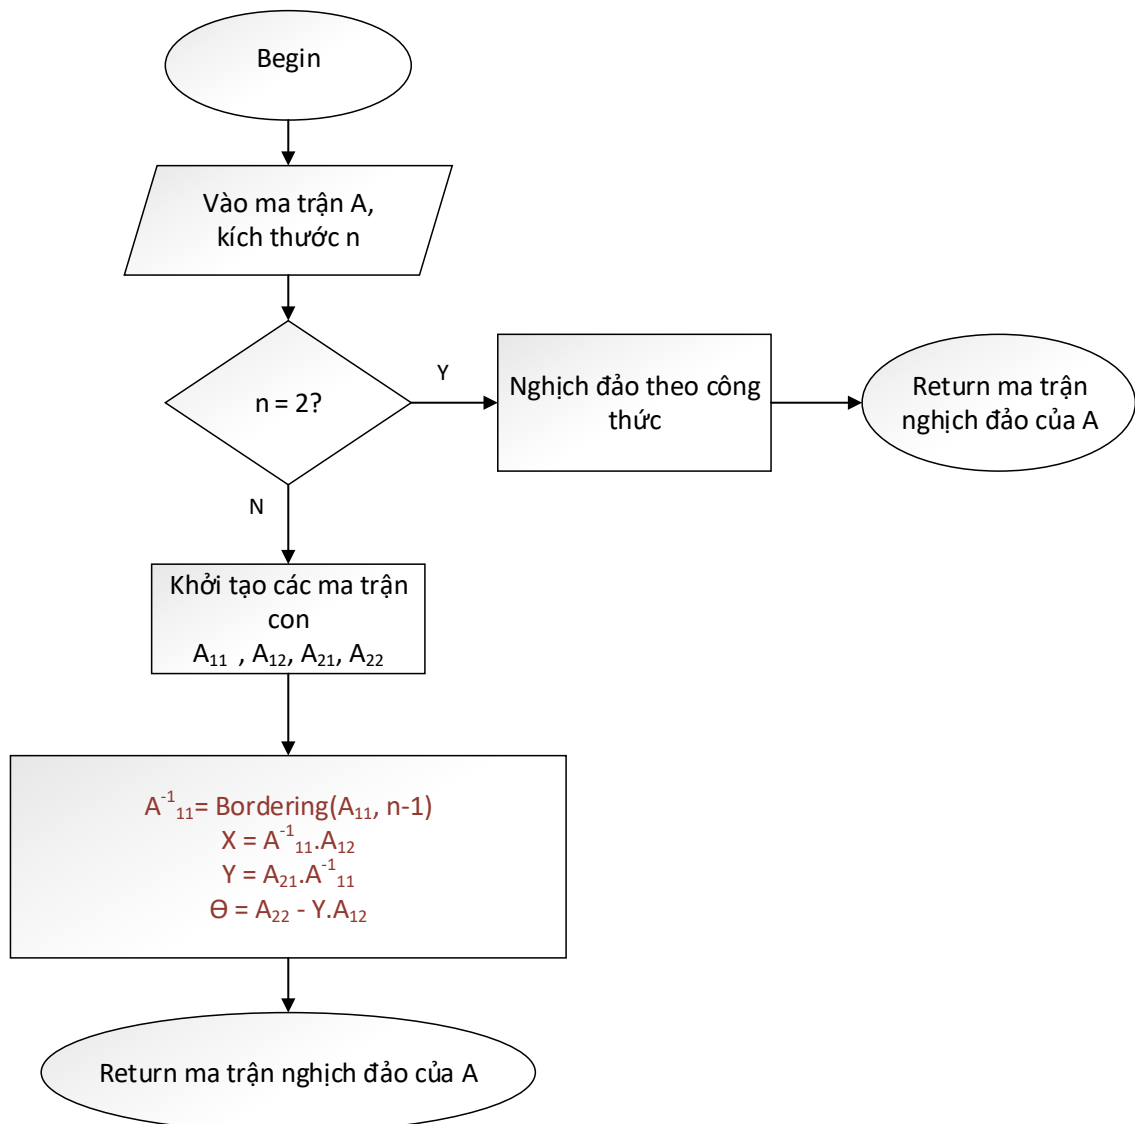 Begin
Vào ma trận A,
kích thước n
n = 2?
Y
Nghịch đảo theo công
thức
Return ma trận
nghịch đảo của A
N
Khởi tạo các ma trận
con
A₁₁ , A₁₂, A₂₁, A₂₂
A⁻¹₁₁= Bordering(A₁₁, n-1)
X = A⁻¹₁₁.A₁₂
Y = A₂₁.A⁻¹₁₁
Ɵ = A₂₂ - Y.A₁₂
Return ma trận nghịch đảo của A